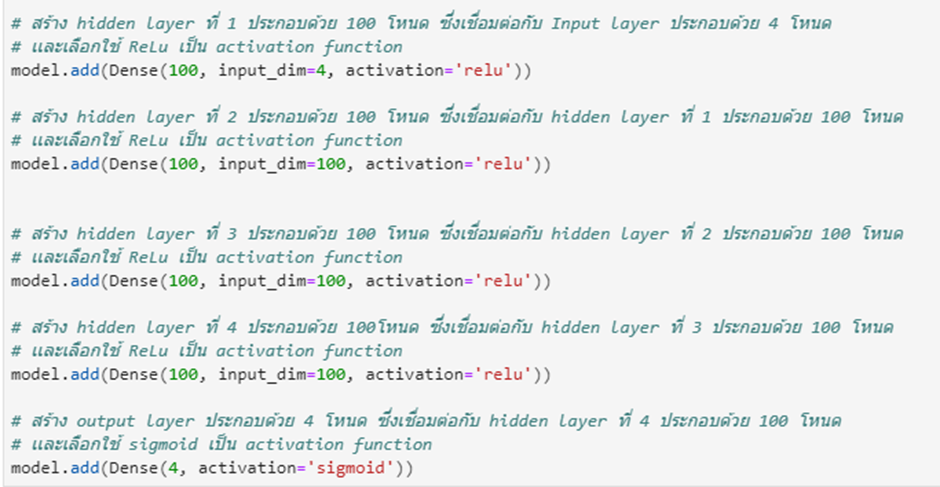 # สร้าง hidden layer ที่ 1 ประกอบด้วย 100 โหนด ซึ่งเชื่อมต่อกับ Input layer ประกอบด้วย 4 โหนด
# และเลือกใช้ ReLu เป็น activation function
model.add(Dense(100, input_dim=4, activation='relu'))
# สร้าง hidden layer ที่ 2 ประกอบด้วย 100 โหนด ซึ่งเชื่อมต่อกับ hidden layer ที่ 1 ประกอบด้วย 100 โหนด
# และเลือกใช้ ReLu เป็น activation function
model.add(Dense(100, input_dim=100, activation='relu'))
# สร้าง hidden layer ที่ 3 ประกอบด้วย 100 โหนด ซึ่งเชื่อมต่อกับ hidden layer ที่ 2 ประกอบด้วย 100 โหนด
# และเลือกใช้ ReLu เป็น activation function
model.add(Dense(100, input_dim=100, activation='relu'))
# สร้าง hidden layer ที่ 4 ประกอบด้วย 100โหนด ซึ่งเชื่อมต่อกับ hidden layer ที่ 3 ประกอบด้วย 100 โหนด
# และเลือกใช้ ReLu เป็น activation function
model.add(Dense(100, input_dim=100, activation='relu'))
# สร้าง output layer ประกอบด้วย 4 โหนด ซึ่งเชื่อมต่อกับ hidden layer ที่ 4 ประกอบด้วย 100 โหนด
# และเลือกใช้ sigmoid เป็น activation function
model.add(Dense(4, activation='sigmoid'))